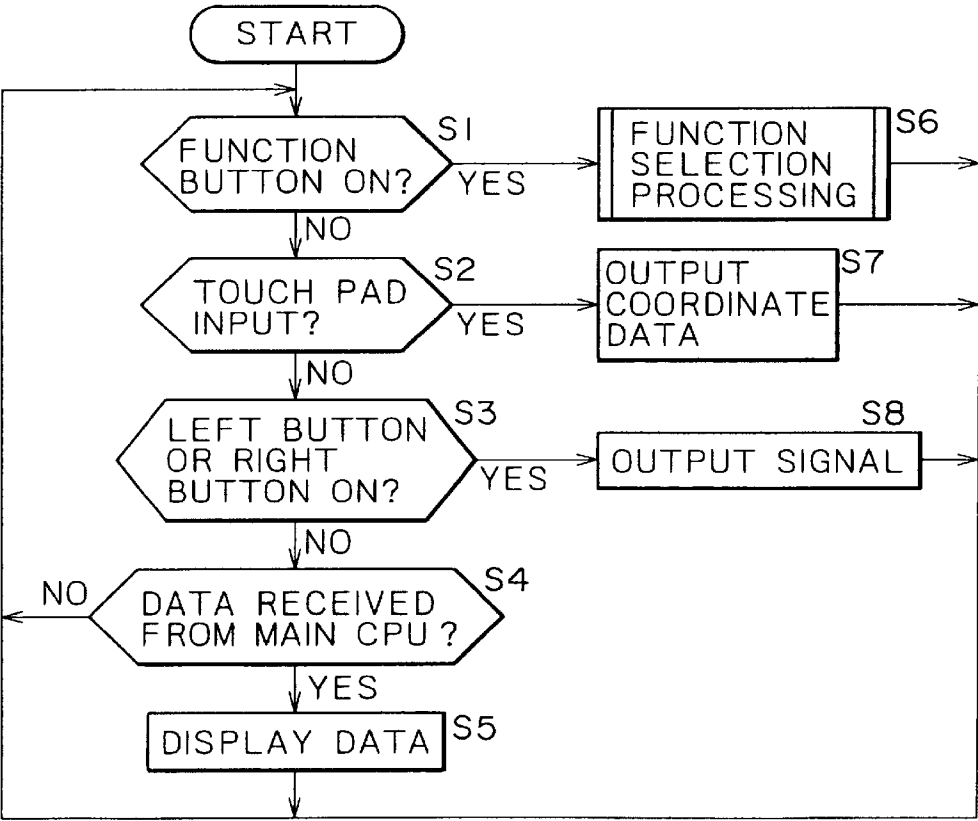 START
FUNCTION
BUTTON ON?
S1
YES
FUNCTION
SELECTION
PROCESSING
S6
NO
TOUCH PAD
INPUT?
S2
YES
OUTPUT
COORDINATE
DATA
S7
NO
LEFT BUTTON
OR RIGHT
BUTTON ON?
S3
YES
OUTPUT SIGNAL
S8
NO
DATA RECEIVED
FROM MAIN CPU?
S4
NO
YES
DISPLAY DATA
S5